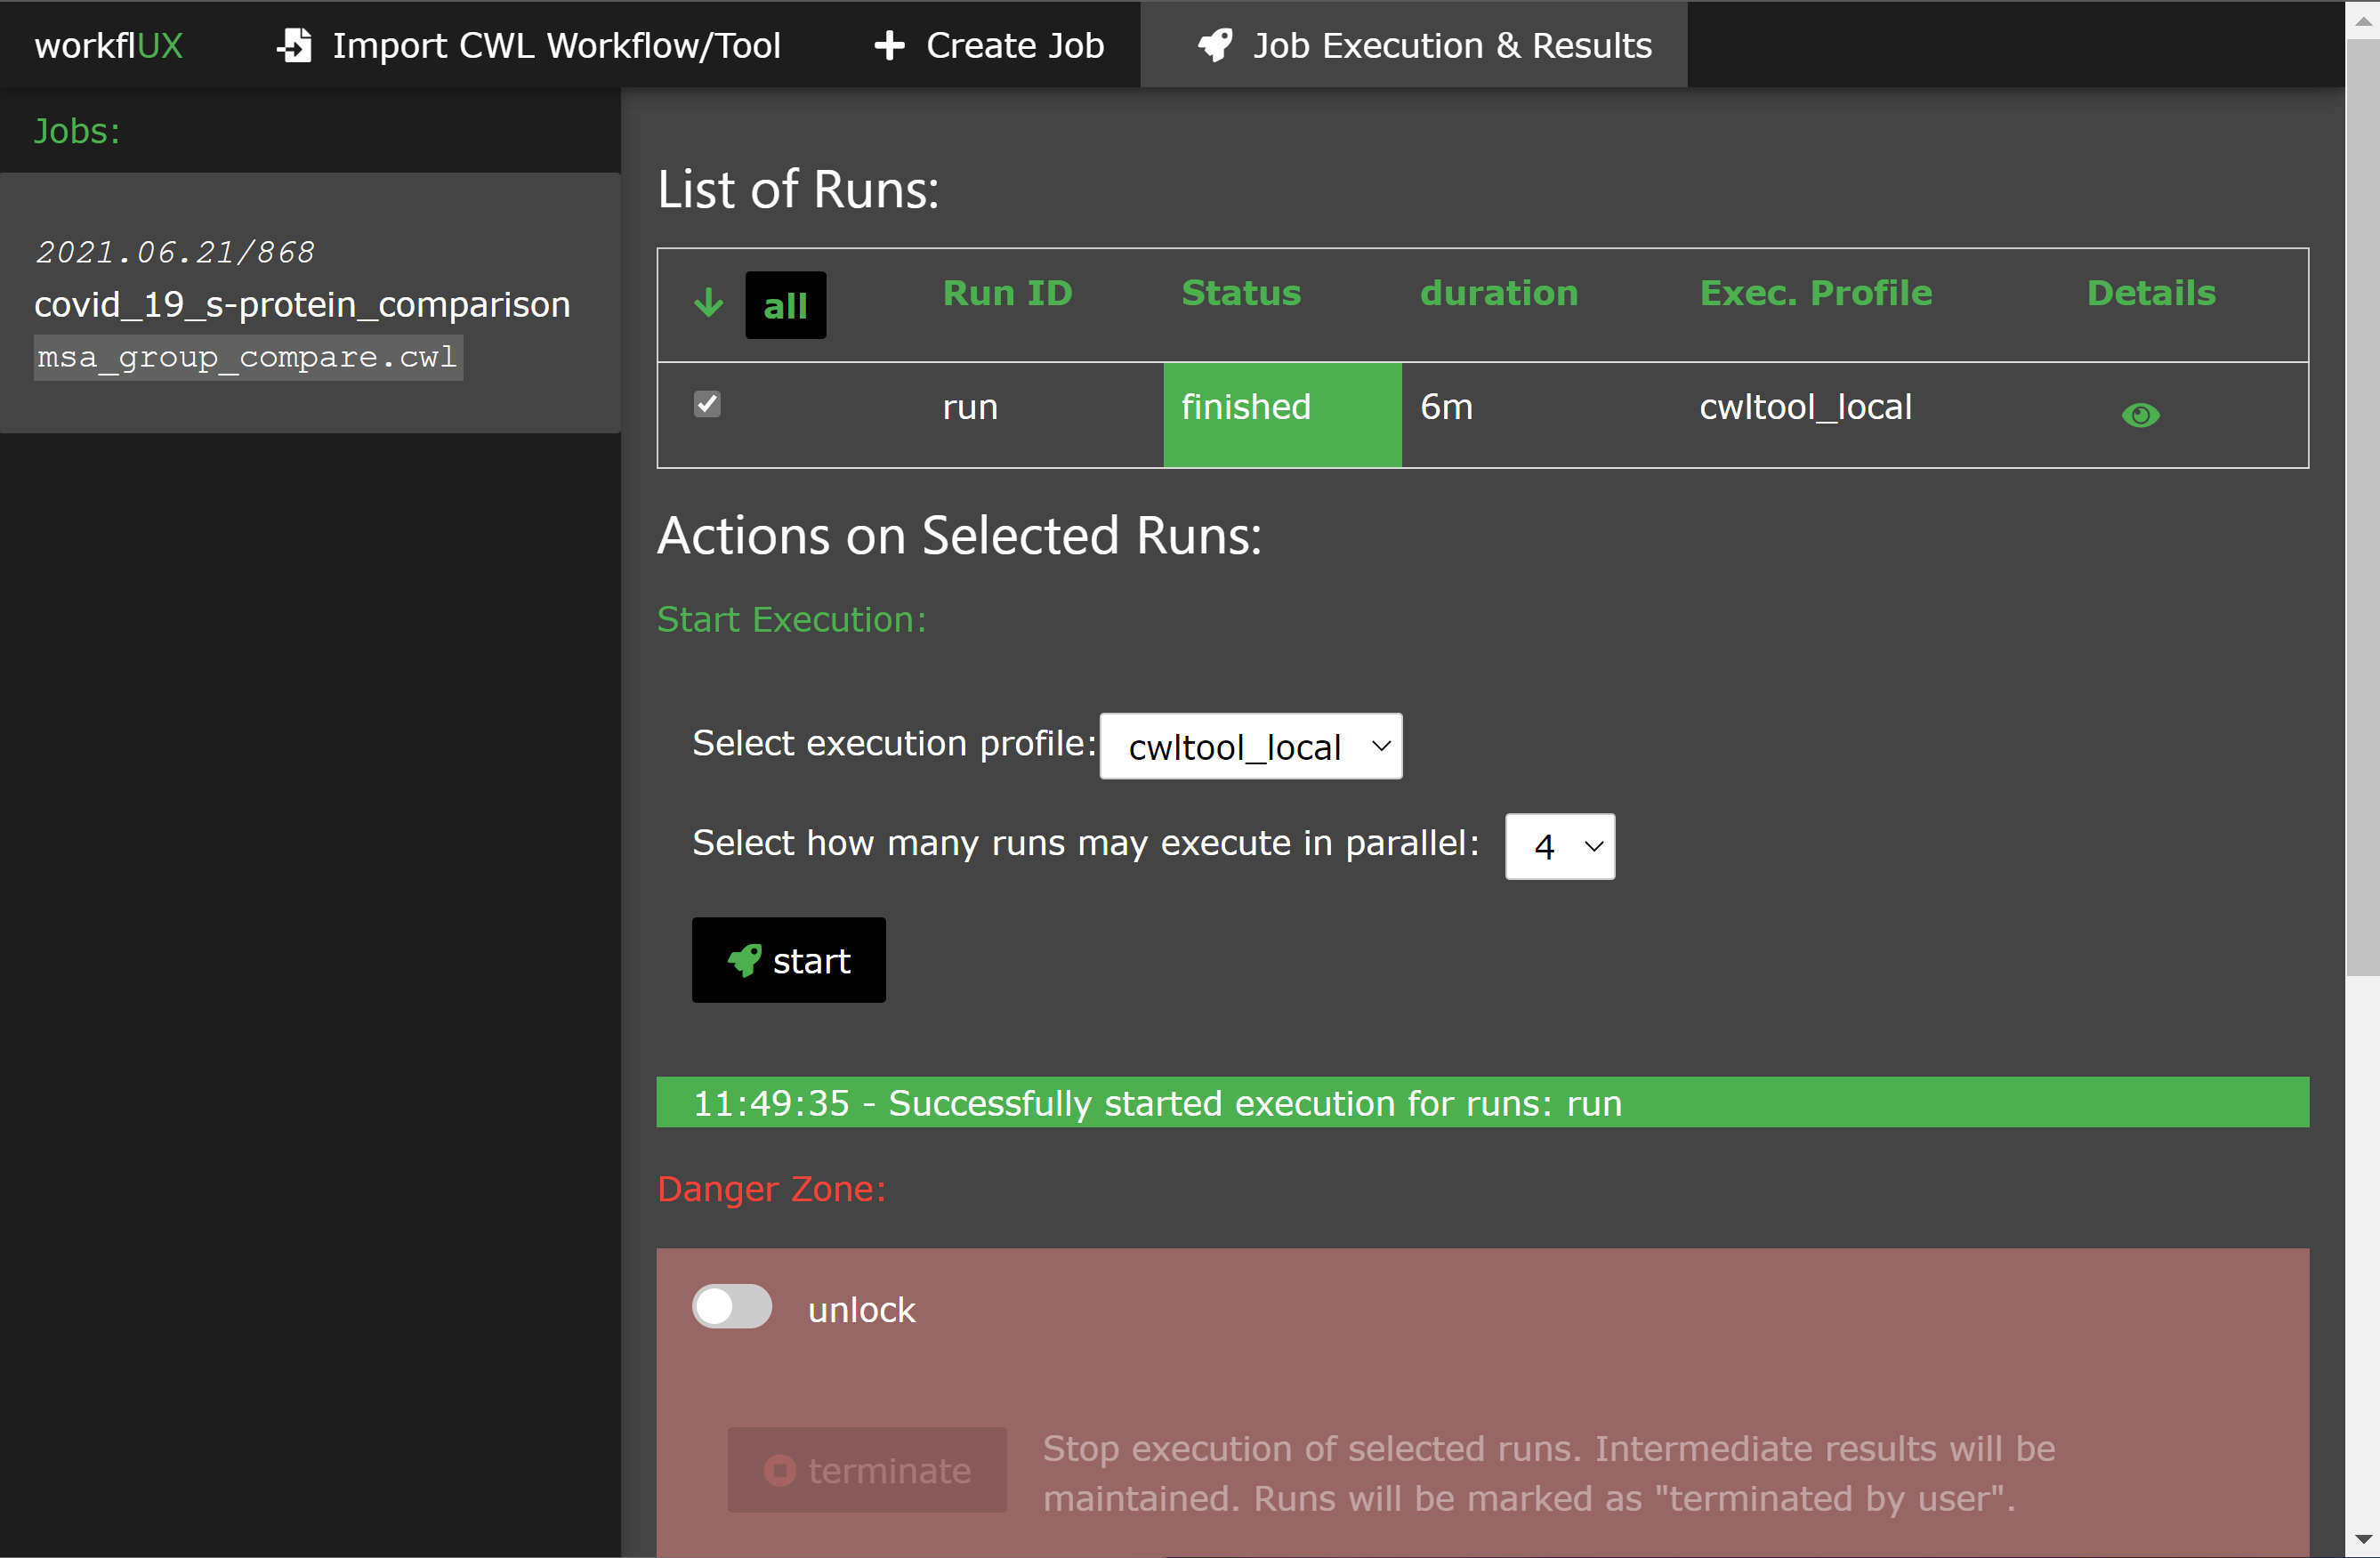 workflUX Import CWL Workflow/Tool Create Job Job Execution & Results
Jobs:
2021.06.21/868
covid_19_s-protein_comparison
msa_group_compare.cwl
List of Runs:
all Run ID Status duration Exec. Profile Details
run finished 6m cwltool_local
Actions on Selected Runs:
Start Execution:
Select execution profile: cwltool_local
Select how many runs may execute in parallel: 4
start
11:49:35 - Successfully started execution for runs: run
Danger Zone:
unlock
terminate
Stop execution of selected runs. Intermediate results will be
maintained. Runs will be marked as "terminated by user".